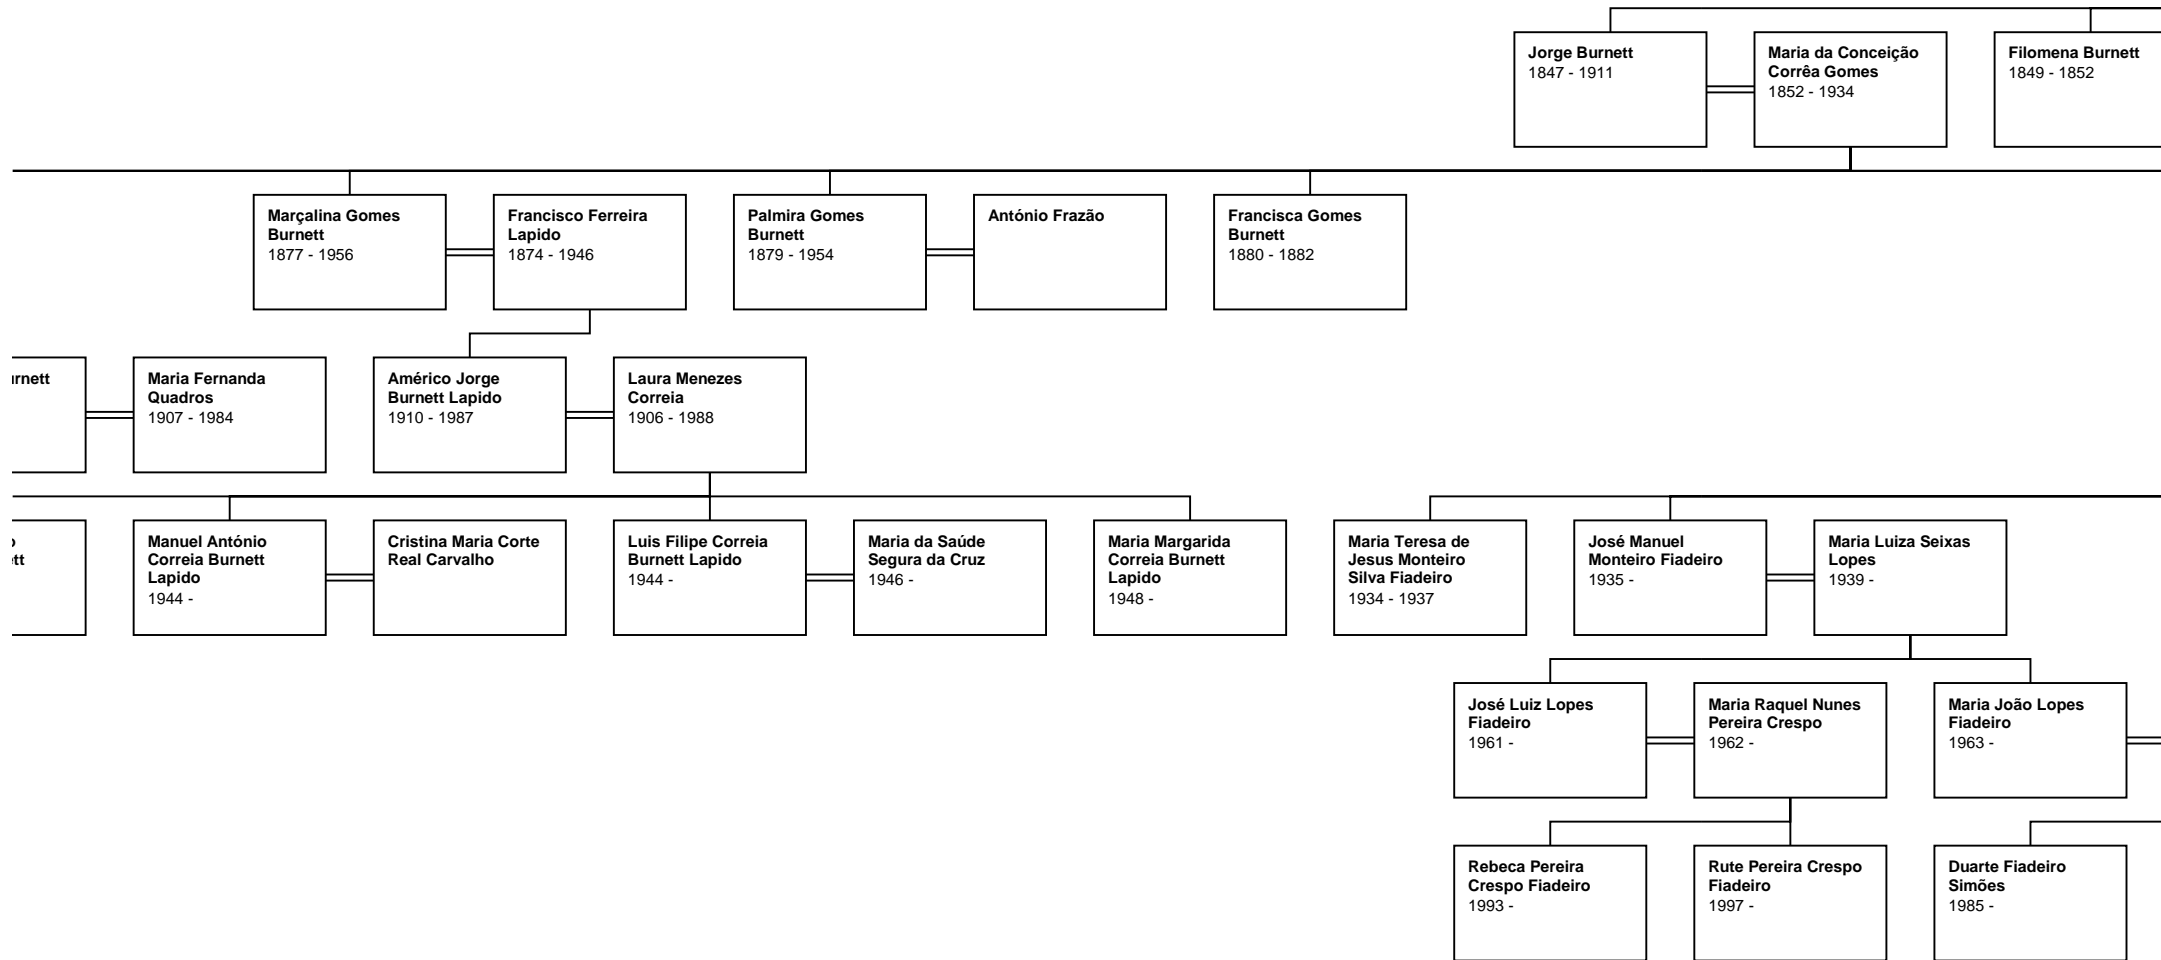 Jorge Burnett
1847 - 1911
Maria da Conceição
Corrêa Gomes
1852 - 1934
Filomena Burnett
1849 - 1852
Marçalina Gomes
Burnett
1877 - 1956
Francisco Ferreira
Lapido
1874 - 1946
Palmira Gomes
Burnett
1879 - 1954
António Frazão
Francisca Gomes
Burnett
1880 - 1882
Maria Fernanda
Quadros
1907 - 1984
Américo Jorge
Burnett Lapido
1910 - 1987
Laura Menezes
Correia
1906 - 1988
Manuel António
Correia Burnett
Lapido
1944 -
Cristina Maria Corte
Real Carvalho
Luis Filipe Correia
Burnett Lapido
1944 -
Maria da Saúde
Segura da Cruz
1946 -
Maria Margarida
Correia Burnett
Lapido
1948 -
Maria Teresa de
Jesus Monteiro
Silva Fiadeiro
1934 - 1937
José Manuel
Monteiro Fiadeiro
1935 -
Maria Luiza Seixas
Lopes
1939 -
José Luiz Lopes
Fiadeiro
1961 -
Maria Raquel Nunes
Pereira Crespo
1962 -
Maria João Lopes
Fiadeiro
1963 -
Rebeca Pereira
Crespo Fiadeiro
1993 -
Rute Pereira Crespo
Fiadeiro
1997 -
Duarte Fiadeiro
Simões
1985 -